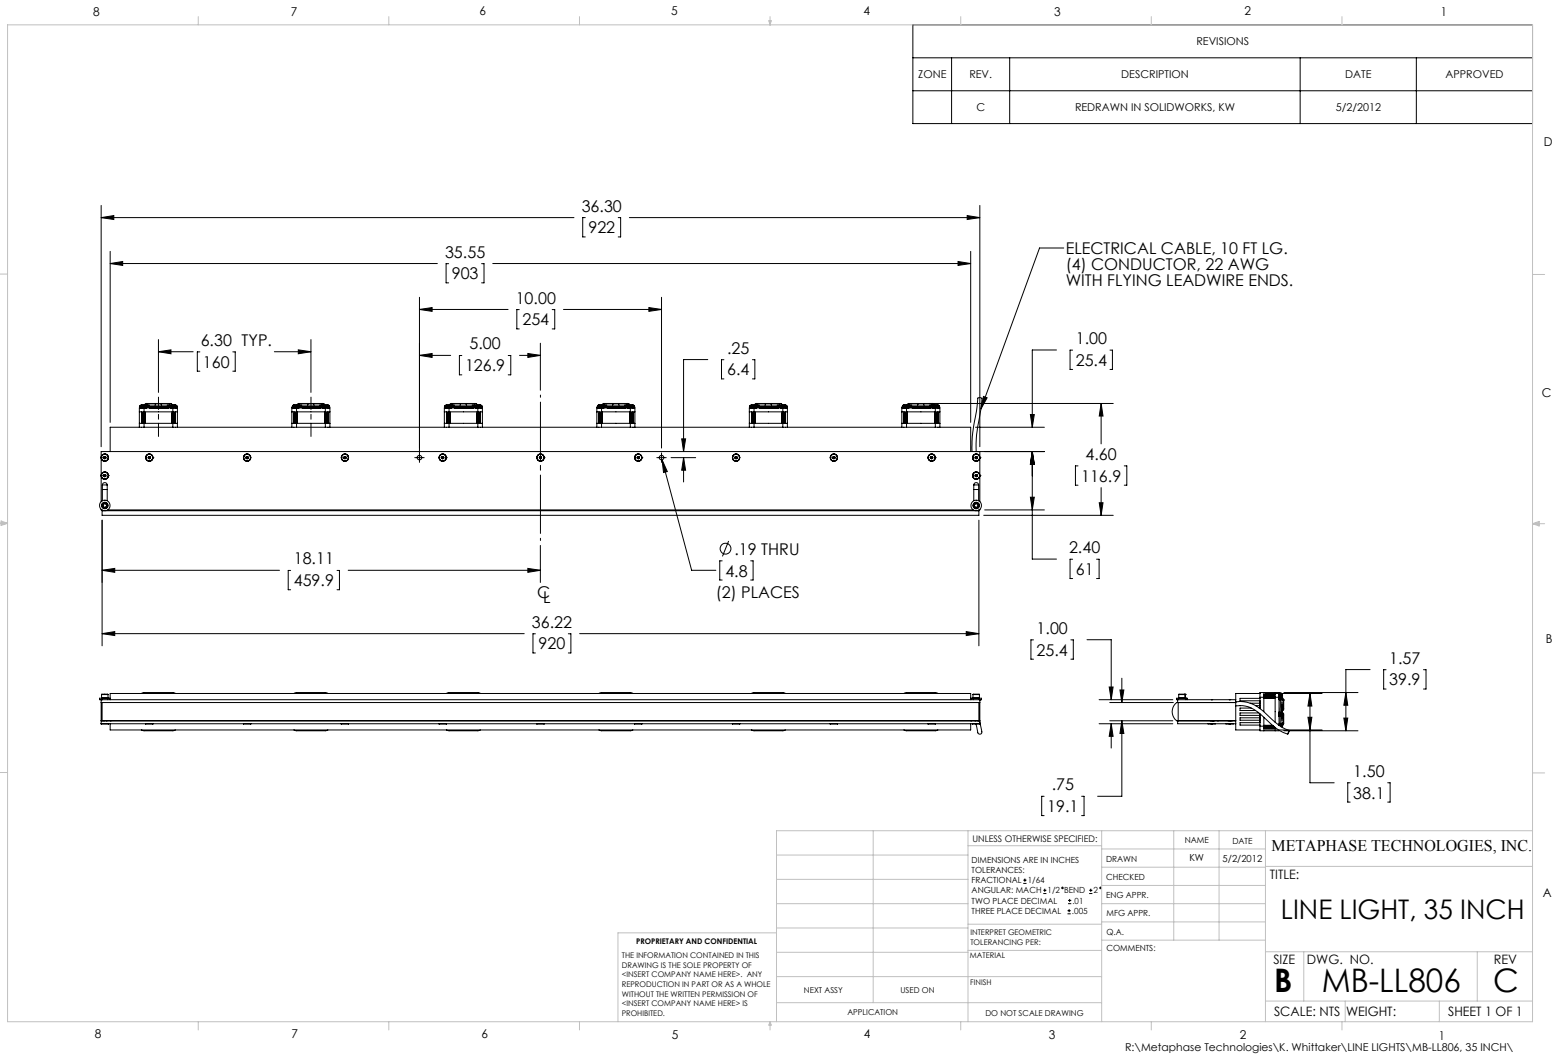 8 7 6 5 4 3 2 1
REVISIONS
ZONE REV. DESCRIPTION DATE APPROVED
C REDRAWN IN SOLIDWORKS, KW 5/2/2012
D
36.30
[922]
35.55
[903]
ELECTRICAL CABLE, 10 FT LG.
(4) CONDUCTOR, 22 AWG
WITH FLYING LEADWIRE ENDS.
10.00
[254]
6.30 TYP.
[160]
5.00
[126.9]
.25
[6.4]
1.00
[25.4]
C
4.60
[116.9]
18.11
[459.9]
Ø.19 THRU
[4.8]
(2) PLACES
2.40
[61]
℄
36.22
[920]
1.00
[25.4]
B
1.57
[39.9]
.75
[19.1]
1.50
[38.1]
UNLESS OTHERWISE SPECIFIED:
DIMENSIONS ARE IN INCHES
TOLERANCES:
FRACTIONAL ±1/64
ANGULAR: MACH±1/2° BEND ±2°
TWO PLACE DECIMAL ±.01
THREE PLACE DECIMAL ±.005
INTERPRET GEOMETRIC
TOLERANCING PER:
MATERIAL
FINISH
DO NOT SCALE DRAWING
NAME DATE
DRAWN KW 5/2/2012
CHECKED
ENG APPR.
MFG APPR.
Q.A.
COMMENTS:
METAPHASE TECHNOLOGIES, INC.
TITLE:
LINE LIGHT, 35 INCH
A
SIZE DWG. NO. REV
B MB-LL806 C
SCALE: NTS WEIGHT: SHEET 1 OF 1
PROPRIETARY AND CONFIDENTIAL
THE INFORMATION CONTAINED IN THIS
DRAWING IS THE SOLE PROPERTY OF
<INSERT COMPANY NAME HERE>. ANY
REPRODUCTION IN PART OR AS A WHOLE
WITHOUT THE WRITTEN PERMISSION OF
<INSERT COMPANY NAME HERE> IS
PROHIBITED.
NEXT ASSY USED ON
APPLICATION
8 7 6 5 4 3 2 1
R:\Metaphase Technologies\K. Whittaker\LINE LIGHTS\MB-LL806, 35 INCH\